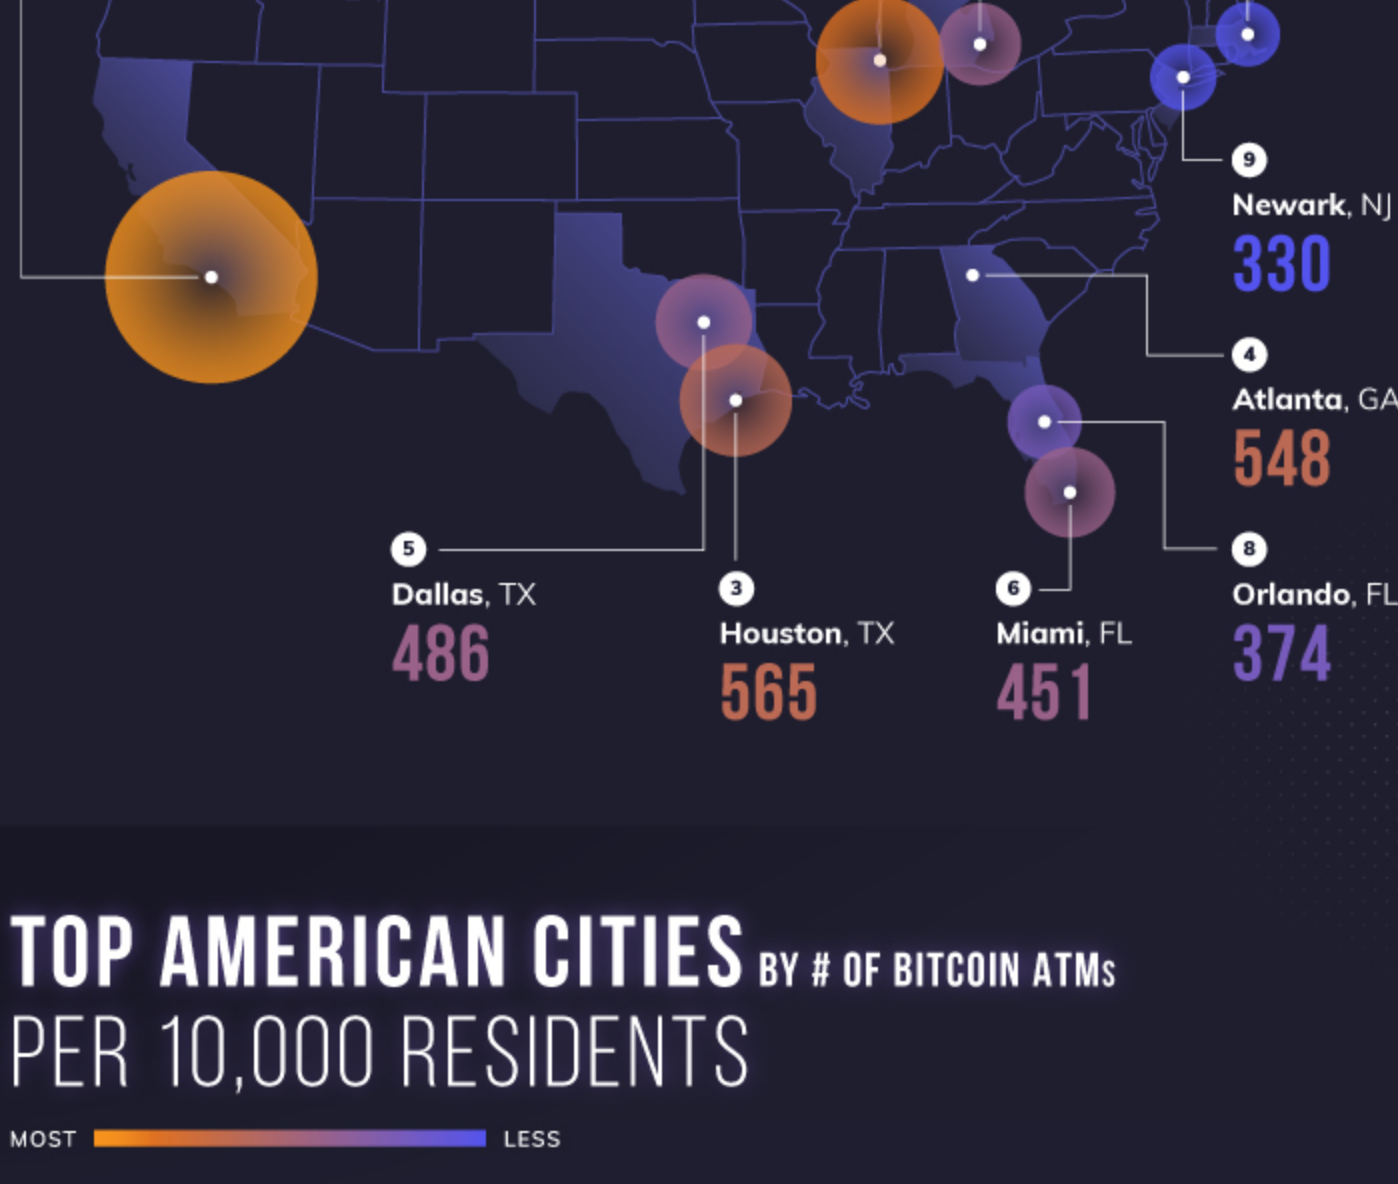 9
Newark, NJ
330
4
Atlanta, GA
548
5
Dallas, TX
486
3
Houston, TX
565
6
Miami, FL
451
8
Orlando, FL
374
TOP AMERICAN CITIES BY # OF BITCOIN ATMs
PER 10,000 RESIDENTS
MOST LESS